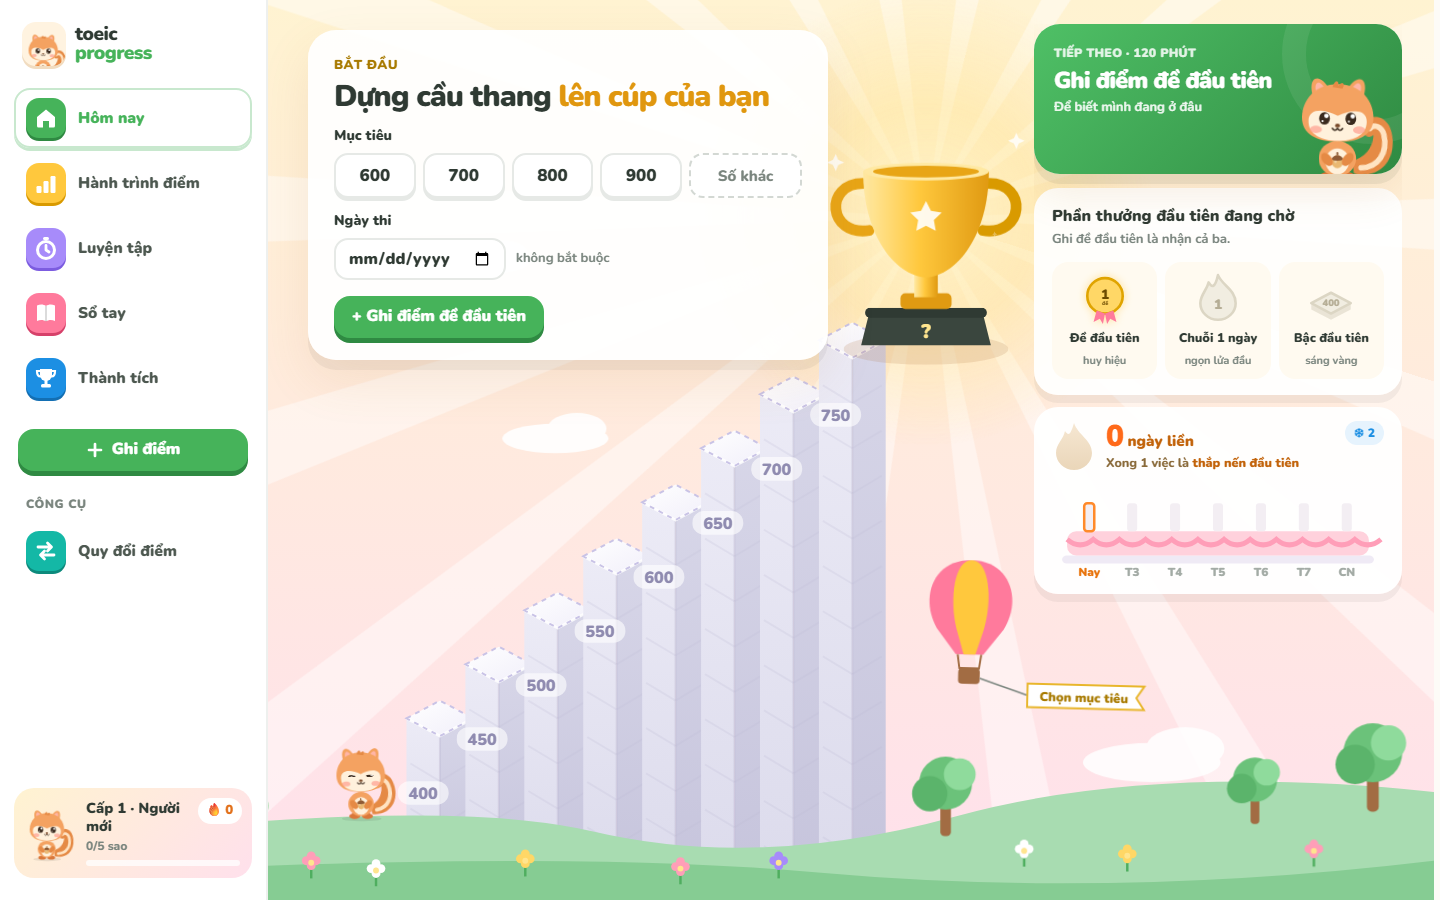 toeic
progress
Hôm nay
Hành trình điểm
Luyện tập
Sổ tay
Thành tích
+ Ghi điểm
CÔNG CỤ
Quy đổi điểm
Cấp 1 · Người
mới
0/5 sao
0
BẮT ĐẦU
Dựng cầu thang lên cúp của bạn
Mục tiêu
600
700
800
900
Số khác
Ngày thi
mm/dd/yyyy
không bắt buộc
+ Ghi điểm đề đầu tiên
?
750
700
650
600
550
500
450
400
Chọn mục tiêu
TIẾP THEO · 120 PHÚT
Ghi điểm đề đầu tiên
Để biết mình đang ở đâu
Phần thưởng đầu tiên đang chờ
Ghi đề đầu tiên là nhận cả ba.
1
đề
Đề đầu tiên
huy hiệu
1
Chuỗi 1 ngày
ngọn lửa đầu
400
Bậc đầu tiên
sáng vàng
0 ngày liền
Xong 1 việc là thắp nến đầu tiên
2
Nay
T3
T4
T5
T6
T7
CN